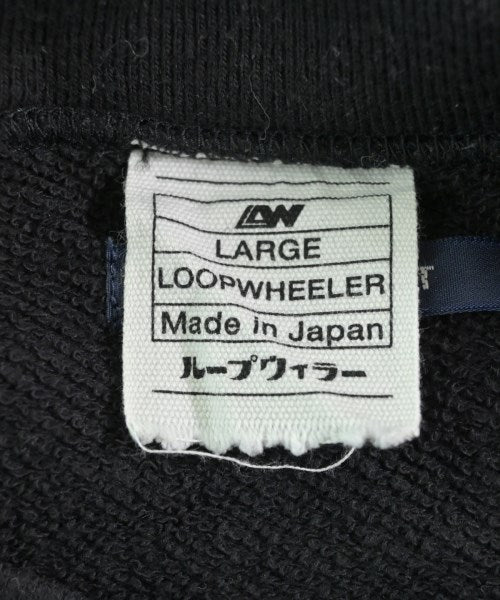 LW
LARGE
LOOPWHEELER
Made in Japan
ループウィラー